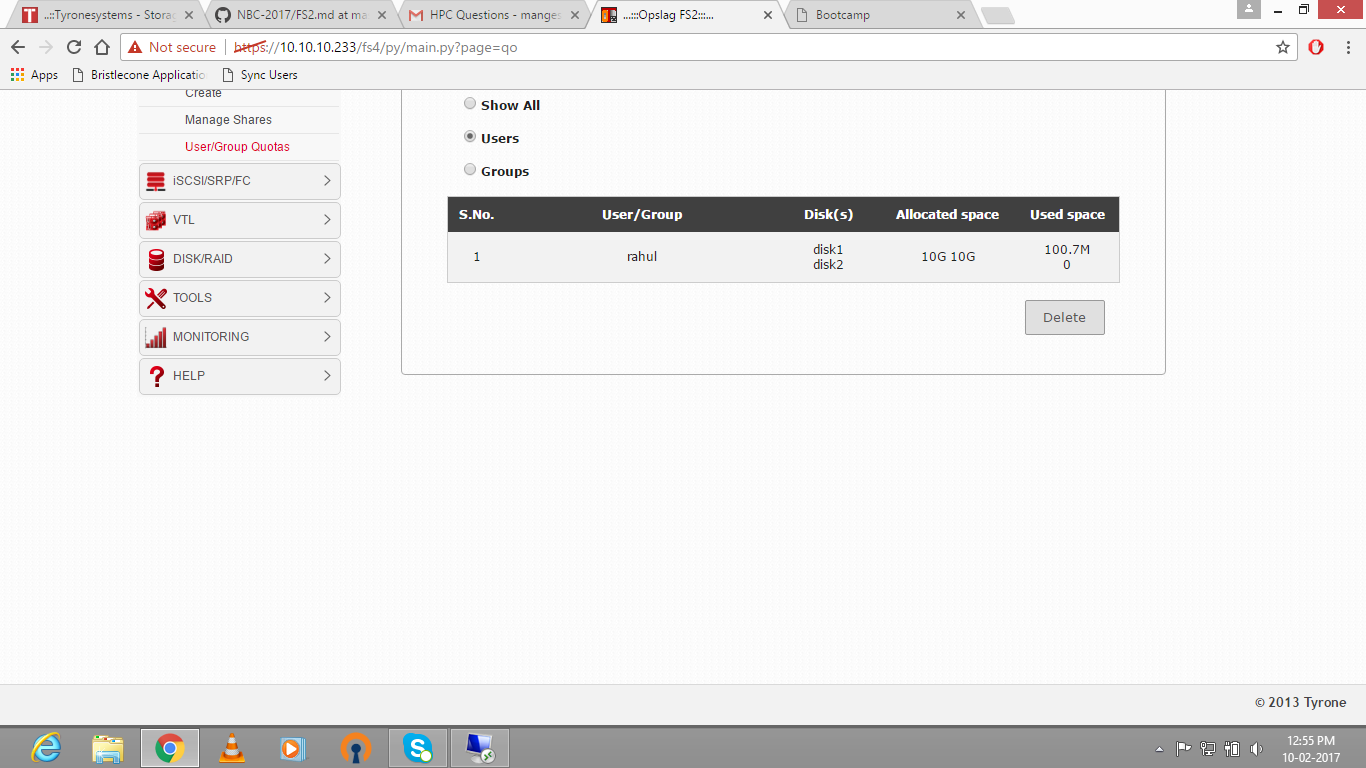 ..::Tyronesystems - Storag
NBC-2017/FS2.md at ma
HPC Questions - manges
...:::Opslag FS2:::...
Bootcamp
Not secure
https://10.10.10.233/fs4/py/main.py?page=qo
Apps
Bristlecone Applicatio
Sync Users
Create
Manage Shares
User/Group Quotas
iSCSI/SRP/FC
VTL
DISK/RAID
TOOLS
MONITORING
HELP
Show All
Users
Groups
S.No. User/Group Disk(s) Allocated space Used space
1 rahul disk1 10G 10G 100.7M
disk2 0
Delete
© 2013 Tyrone
12:55 PM
10-02-2017